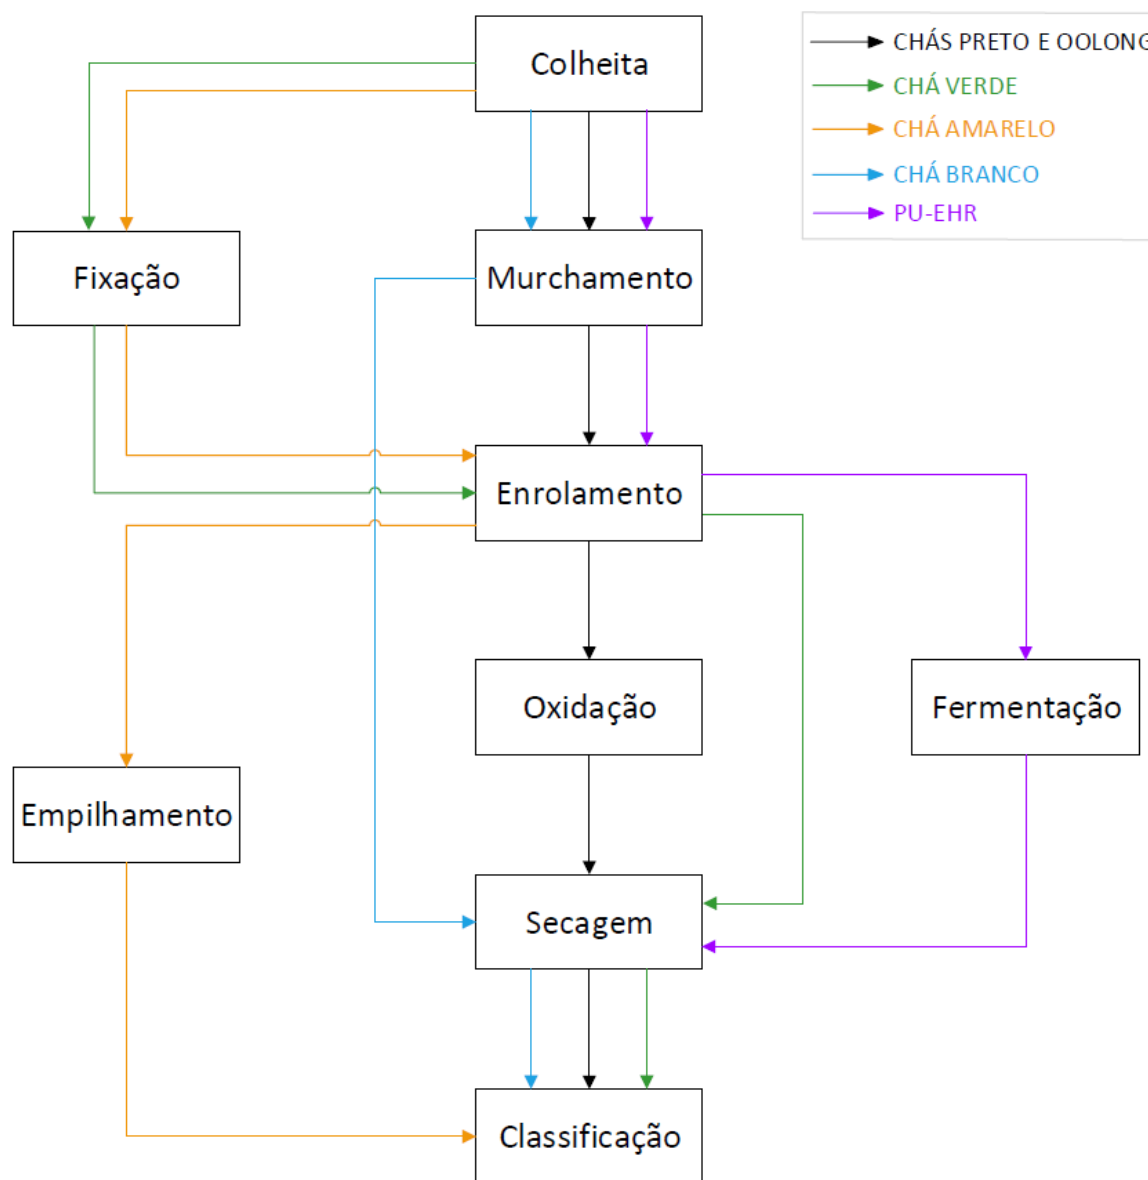 Colheita
CHÁS PRETO E OOLONG
CHÁ VERDE
CHÁ AMARELO
CHÁ BRANCO
PU-EHR
Fixação
Murchamento
Enrolamento
Oxidação
Fermentação
Empilhamento
Secagem
Classificação